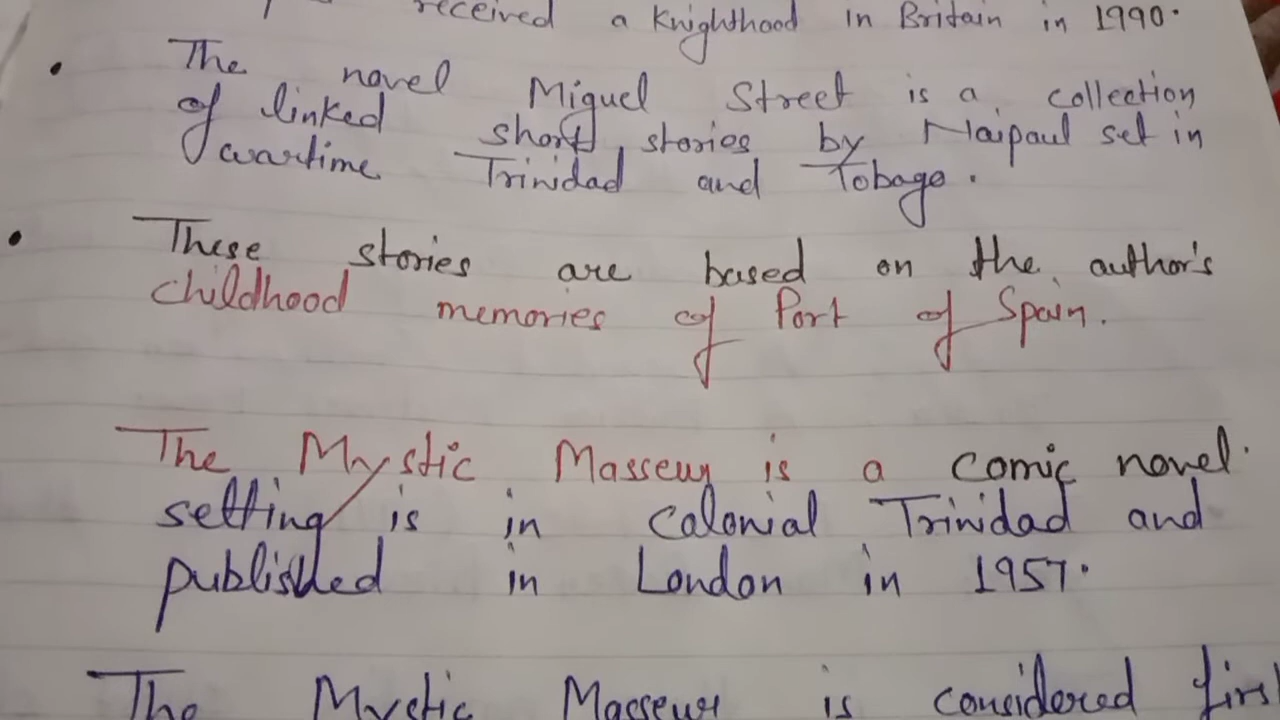 received a Knighthood in Britain in 1990.
The novel Miguel Street is a collection
of linked short stories by Naipaul set in
wartime Trinidad and Tobago.
These stories are based on the author's
childhood memories of Port of Spain.
The Mystic Masseur is a comic novel.
setting is in Colonial Trinidad and
published in London in 1957.
The Mystic Masseur is considered first